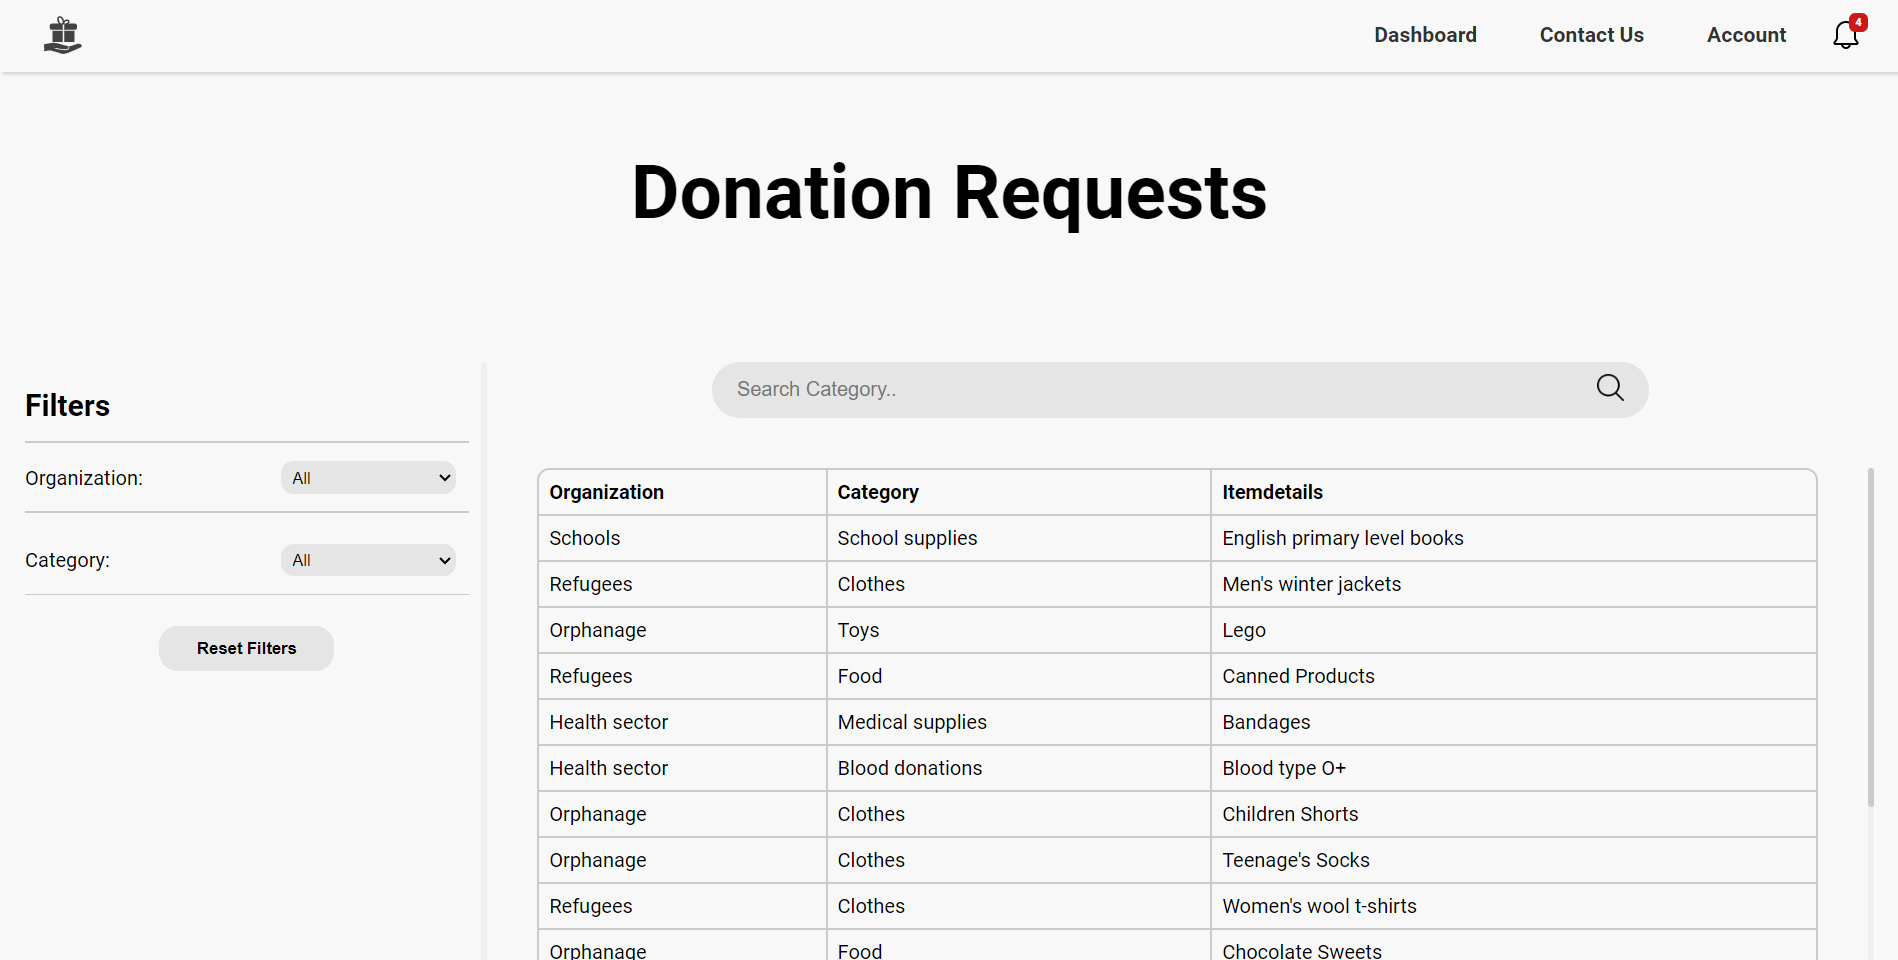 Dashboard Contact Us Account 4
Donation Requests
Filters
Organization: All
Category: All
Reset Filters
Search Category..
Organization Category Itemdetails
Schools School supplies English primary level books
Refugees Clothes Men's winter jackets
Orphanage Toys Lego
Refugees Food Canned Products
Health sector Medical supplies Bandages
Health sector Blood donations Blood type O+
Orphanage Clothes Children Shorts
Orphanage Clothes Teenage's Socks
Refugees Clothes Women's wool t-shirts
Orphanage Food Chocolate Sweets